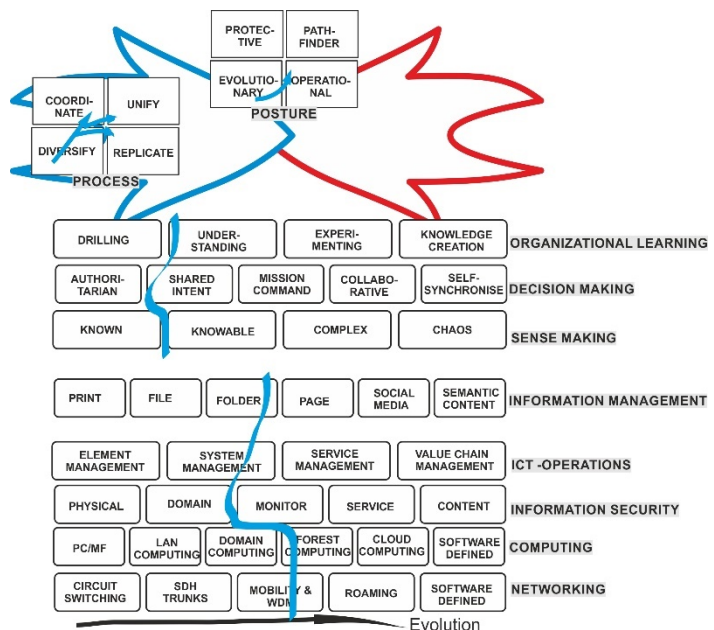 PROTEC-
TIVE
PATH-
FINDER
EVOLUTIO-
NARY
OPERATIO-
NAL
POSTURE
COORDI-
NATE
UNIFY
DIVERSIFY
REPLICATE
PROCESS
DRILLING
UNDER-
STANDING
EXPERI-
MENTING
KNOWLEDGE
CREATION
ORGANIZATIONAL LEARNING
AUTHORI-
TARIAN
SHARED
INTENT
MISSION
COMMAND
COLLABO-
RATIVE
SELF-
SYNCHRONISE
DECISION MAKING
KNOWN
KNOWABLE
COMPLEX
CHAOS
SENSE MAKING
PRINT
FILE
FOLDER
PAGE
SOCIAL
MEDIA
SEMANTIC
CONTENT
INFORMATION MANAGEMENT
ELEMENT
MANAGEMENT
SYSTEM
MANAGEMENT
SERVICE
MANAGEMENT
VALUE CHAIN
MANAGEMENT
ICT -OPERATIONS
PHYSICAL
DOMAIN
MONITOR
SERVICE
CONTENT
INFORMATION SECURITY
PC/MF
LAN
COMPUTING
DOMAIN
COMPUTING
FOREST
COMPUTING
CLOUD
COMPUTING
SOFTWARE
DEFINED
COMPUTING
CIRCUIT
SWITCHING
SDH
TRUNKS
MOBILITY &
WDM
ROAMING
SOFTWARE
DEFINED
NETWORKING
Evolution